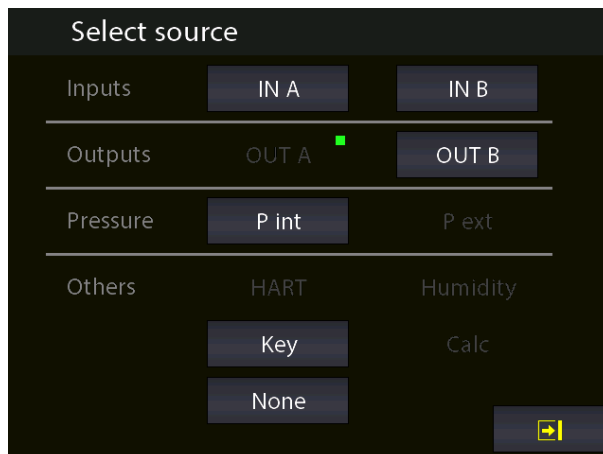 Select source
Inputs IN A IN B
Outputs OUT A OUT B
Pressure P int P ext
Others HART Humidity
Key Calc
None